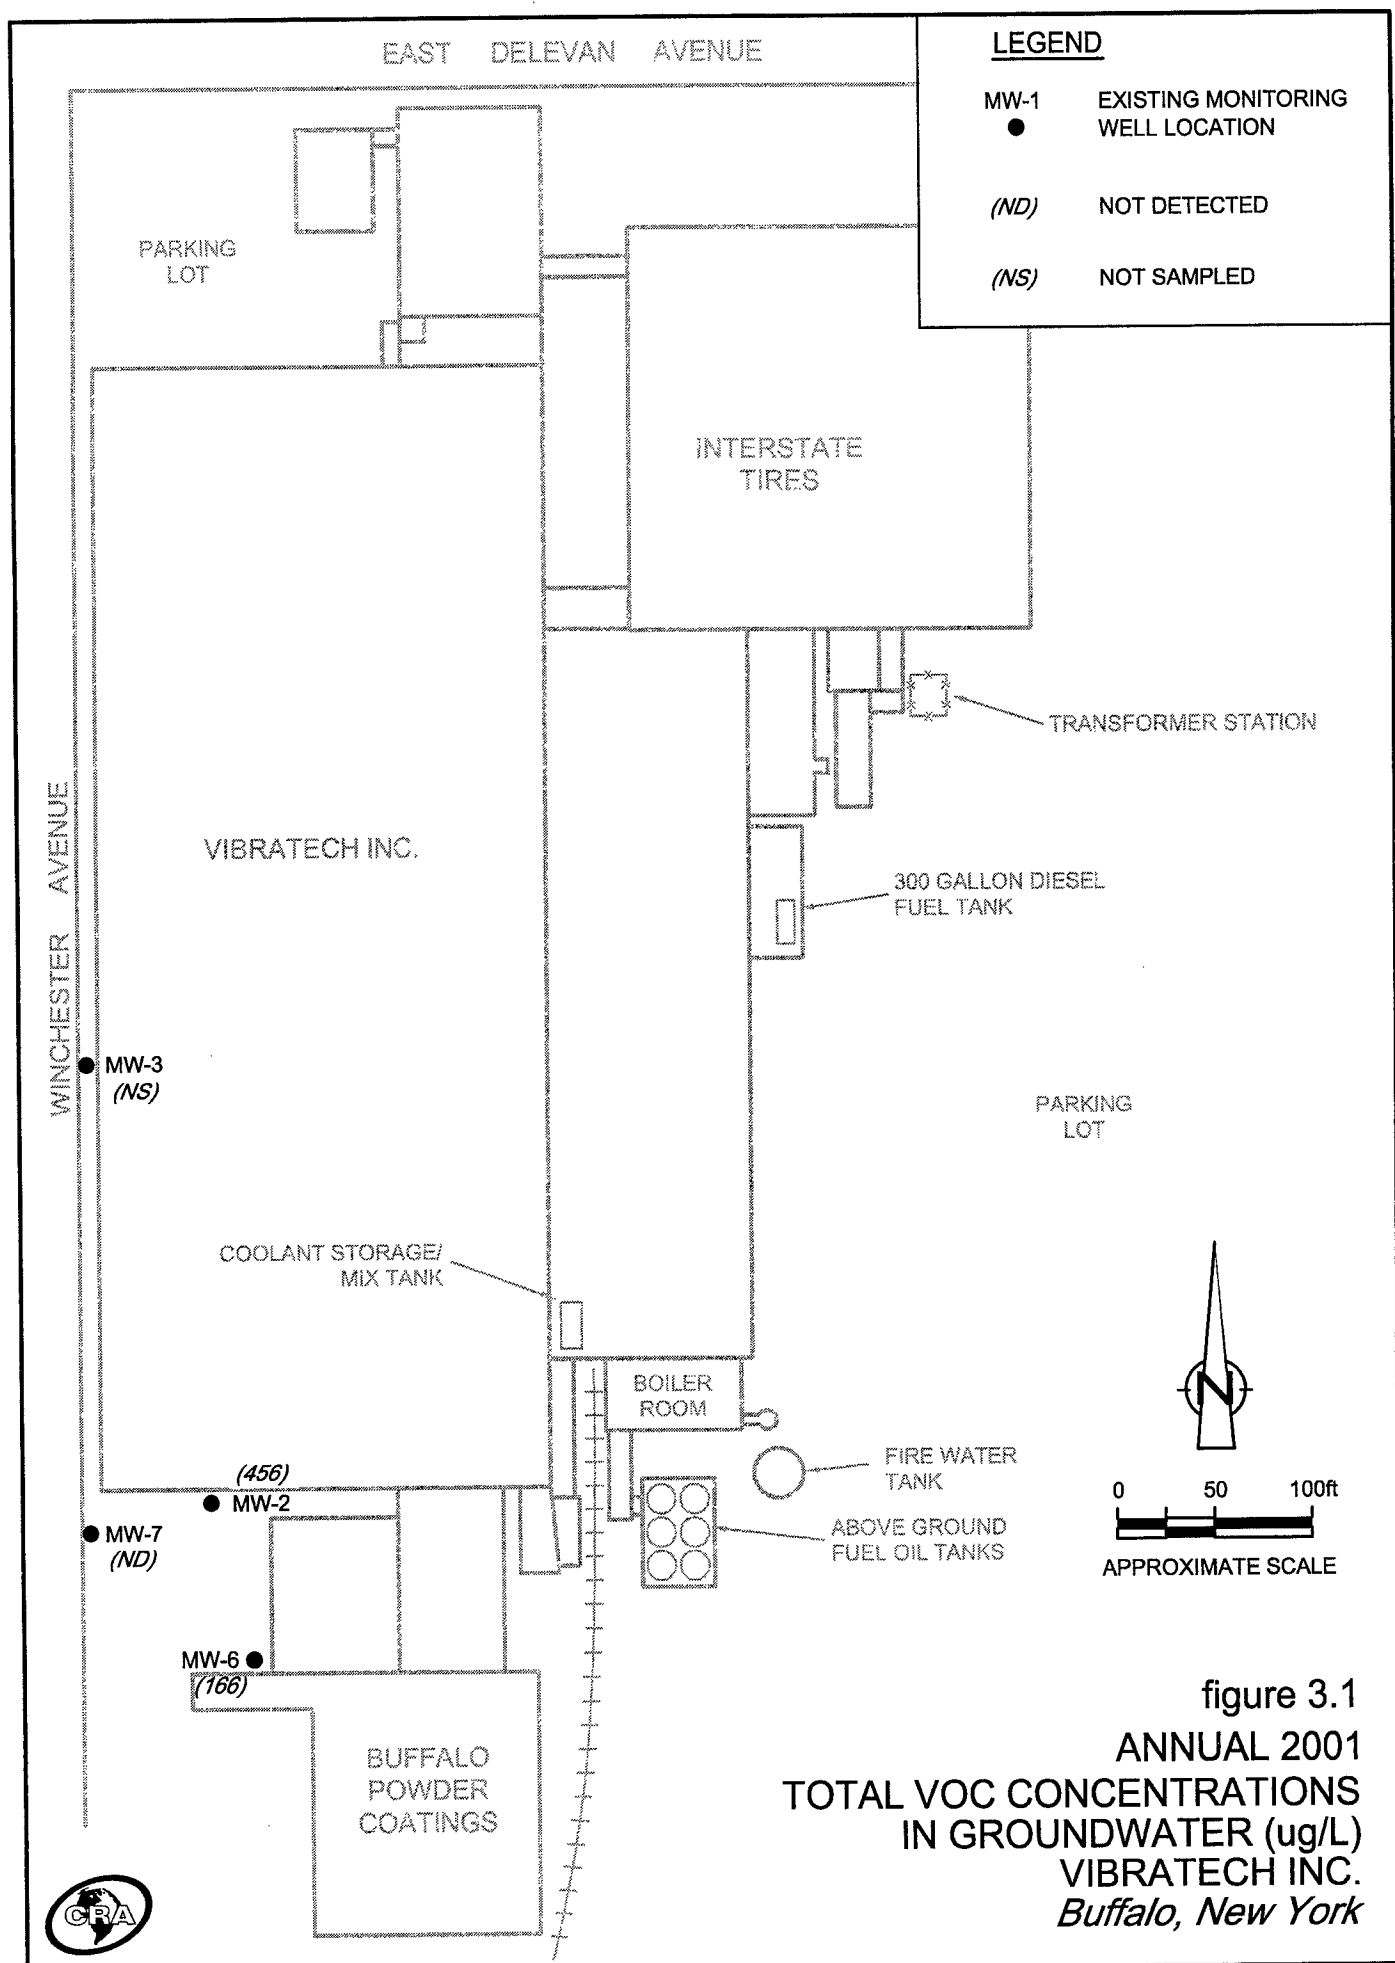 EAST DELEVAN AVENUE
LEGEND
MW-1 EXISTING MONITORING
WELL LOCATION
(ND) NOT DETECTED
(NS) NOT SAMPLED
PARKING
LOT
INTERSTATE
TIRES
TRANSFORMER STATION
WINCHESTER AVENUE
VIBRATECH INC.
300 GALLON DIESEL
FUEL TANK
MW-3
(NS)
PARKING
LOT
COOLANT STORAGE/
MIX TANK
BOILER
ROOM
N
FIRE WATER
TANK
(456)
MW-2
MW-7
(ND)
ABOVE GROUND
FUEL OIL TANKS
0 50 100ft
APPROXIMATE SCALE
MW-6
(166)
BUFFALO
POWDER
COATINGS
figure 3.1
ANNUAL 2001
TOTAL VOC CONCENTRATIONS
IN GROUNDWATER (ug/L)
VIBRATECH INC.
Buffalo, New York
CRA